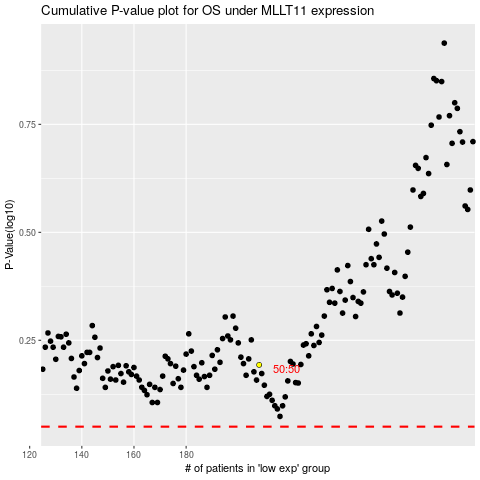 Cumulative P-value plot for OS under MLLT11 expression
P-Value(log10)
0.75
0.50
0.25
50:50
120 140 160 180
# of patients in 'low exp' group